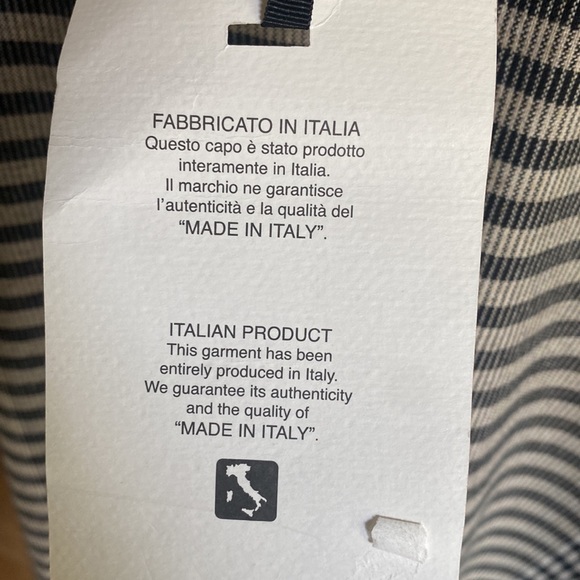 FABBRICATO IN ITALIA
Questo capo è stato prodotto
interamente in Italia.
Il marchio ne garantisce
l'autenticità e la qualità del
“MADE IN ITALY”.
ITALIAN PRODUCT
This garment has been
entirely produced in Italy.
We guarantee its authenticity
and the quality of
“MADE IN ITALY”.